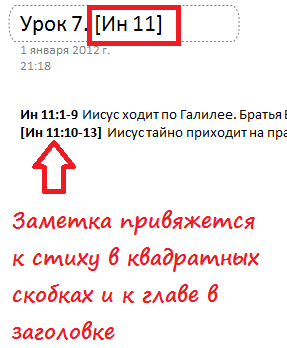 Урок 7. [Ин 11]
1 января 2012 г.
21:18
Ин 11:1-9 Иисус ходит по Галилее. Братья
[Ин 11:10-13] Иисус тайно приходит на
Заметка привяжется
к стиху в квадратных
скобках и к главе в
заголовке